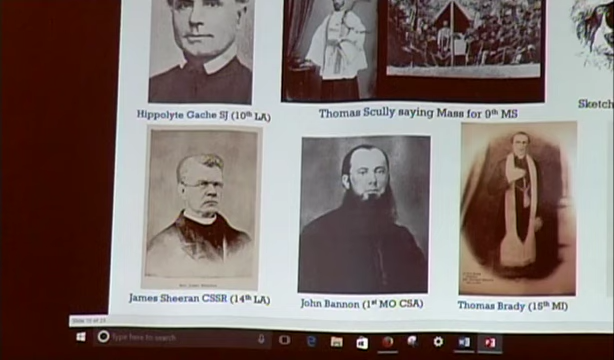 Hippolyte Gache SJ (10th LA)
Thomas Scully saying Mass for 9th MS
Sketch
James Sheeran CSSR (14th LA)
John Bannon (1st MO CSA)
Thomas Brady (15th MI)
Type here to search